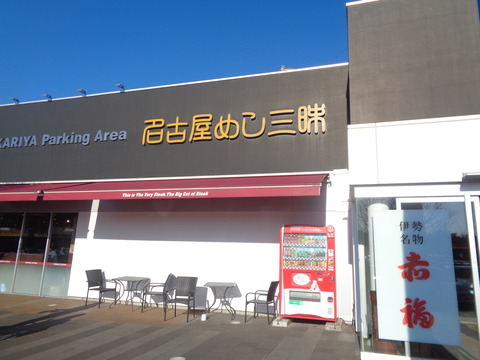 KARIYA Parking Area
名古屋めし三昧
This is The Very Steak The Big Cut of Steak
伊勢
名物
赤福